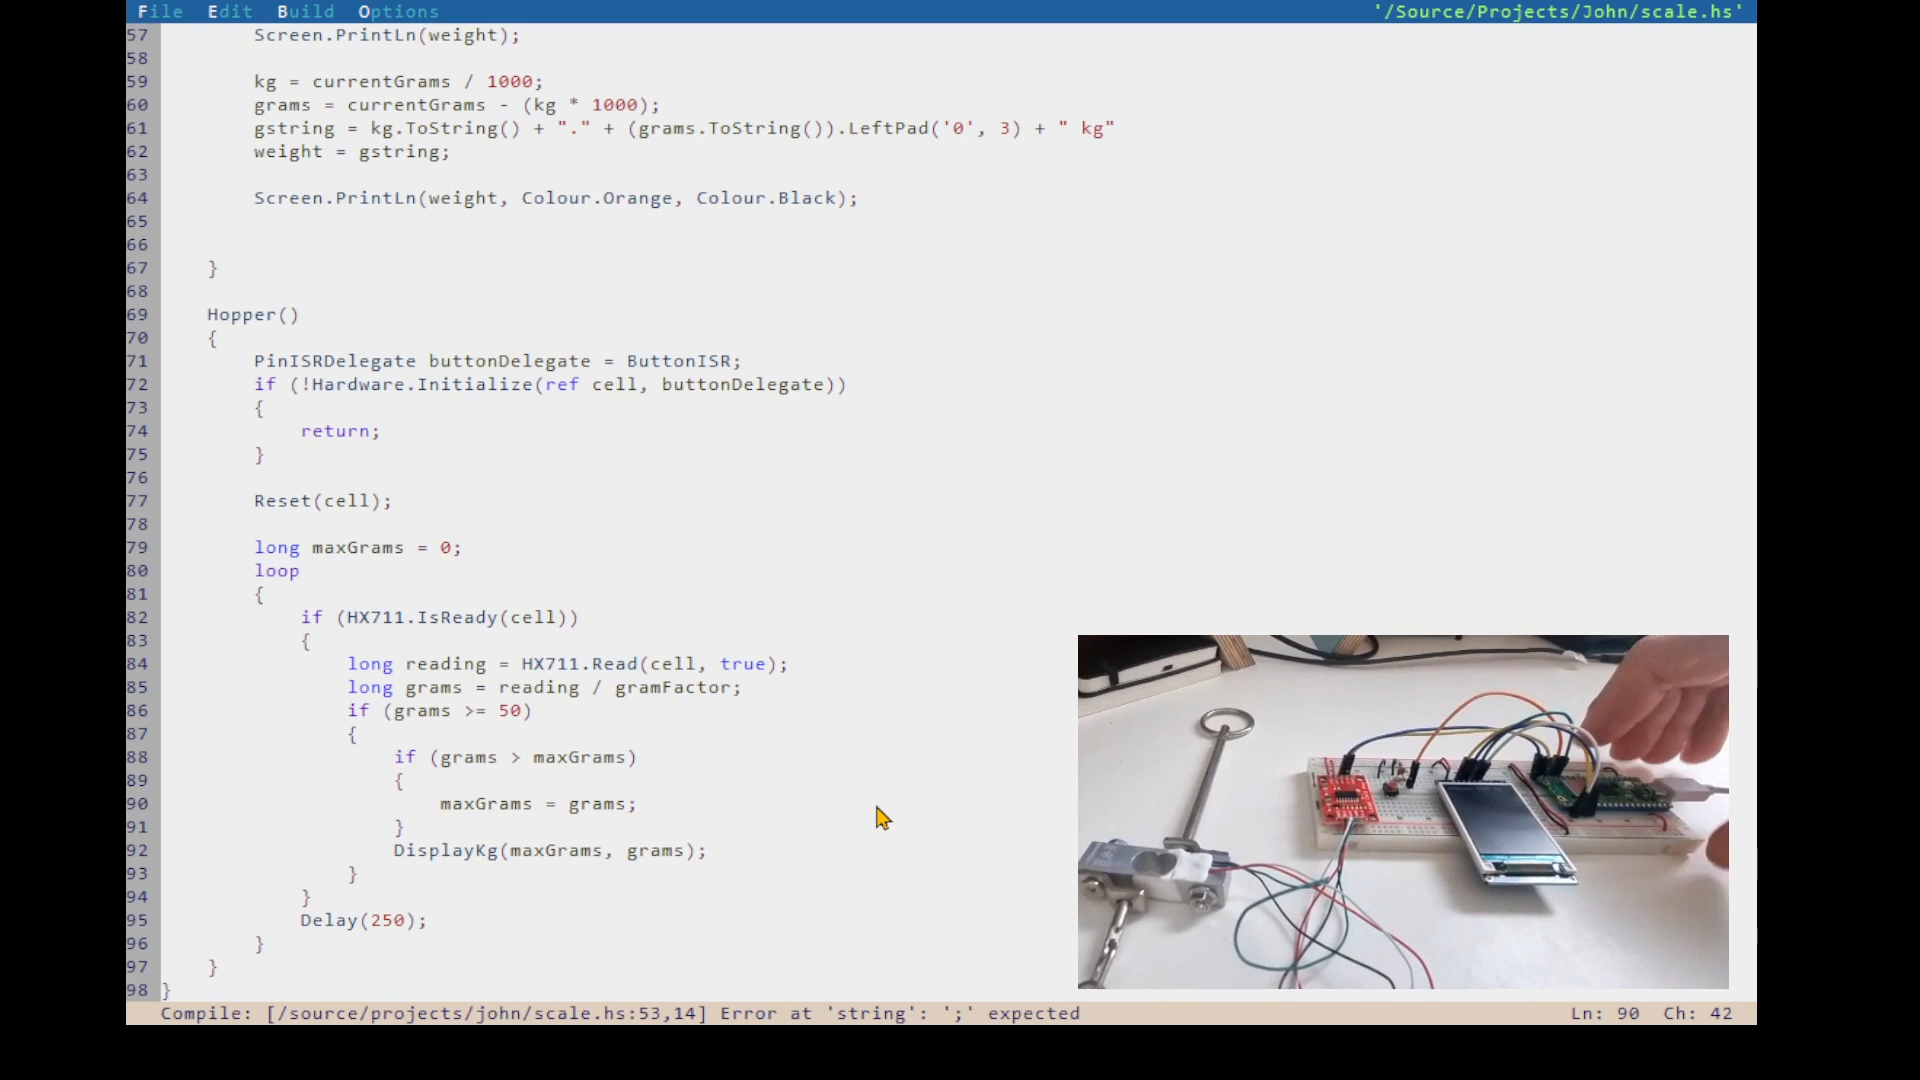 File Edit Build Options '/Source/Projects/John/scale.hs'
57 Screen.PrintLn(weight);
58
59 kg = currentGrams / 1000;
60 grams = currentGrams - (kg * 1000);
61 gstring = kg.ToString() + "." + (grams.ToString()).LeftPad('0', 3) + " kg"
62 weight = gstring;
63
64 Screen.PrintLn(weight, Colour.Orange, Colour.Black);
65
66
67 }
68
69 Hopper()
70 {
71 PinISRDelegate buttonDelegate = ButtonISR;
72 if (!Hardware.Initialize(ref cell, buttonDelegate))
73 {
74 return;
75 }
76
77 Reset(cell);
78
79 long maxGrams = 0;
80 loop
81 {
82 if (HX711.IsReady(cell))
83 {
84 long reading = HX711.Read(cell, true);
85 long grams = reading / gramFactor;
86 if (grams >= 50)
87 {
88 if (grams > maxGrams)
89 {
90 maxGrams = grams;
91 }
92 DisplayKg(maxGrams, grams);
93 }
94 }
95 Delay(250);
96 }
97 }
98 }
Compile: [/source/projects/john/scale.hs:53,14] Error at 'string': ';' expected Ln: 90 Ch: 42